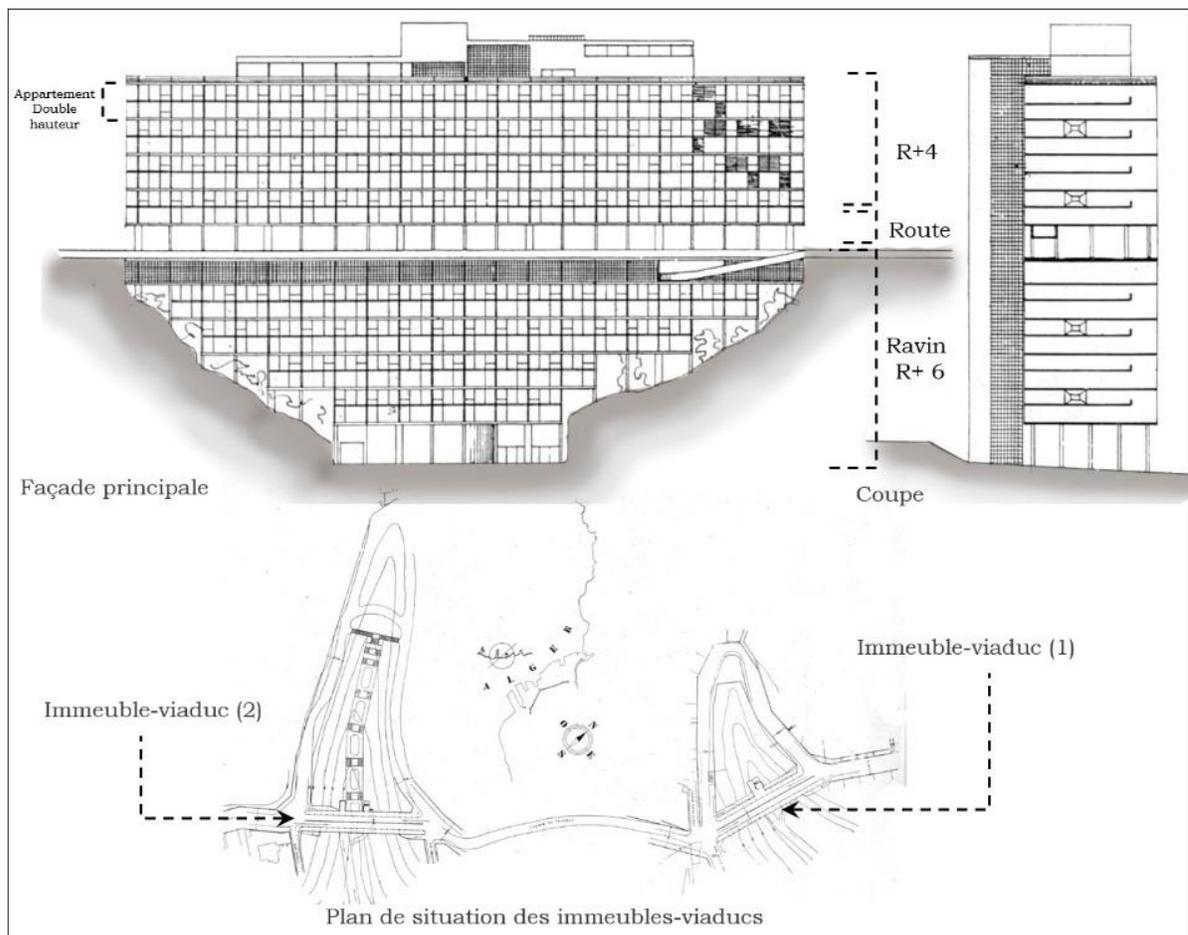 Appartement
Double
hauteur
R+4
Route
Ravin
R+ 6
Façade principale
Coupe
ALGER
N
O
S
E
Immeuble-viaduc (1)
Immeuble-viaduc (2)
Plan de situation des immeubles-viaducs